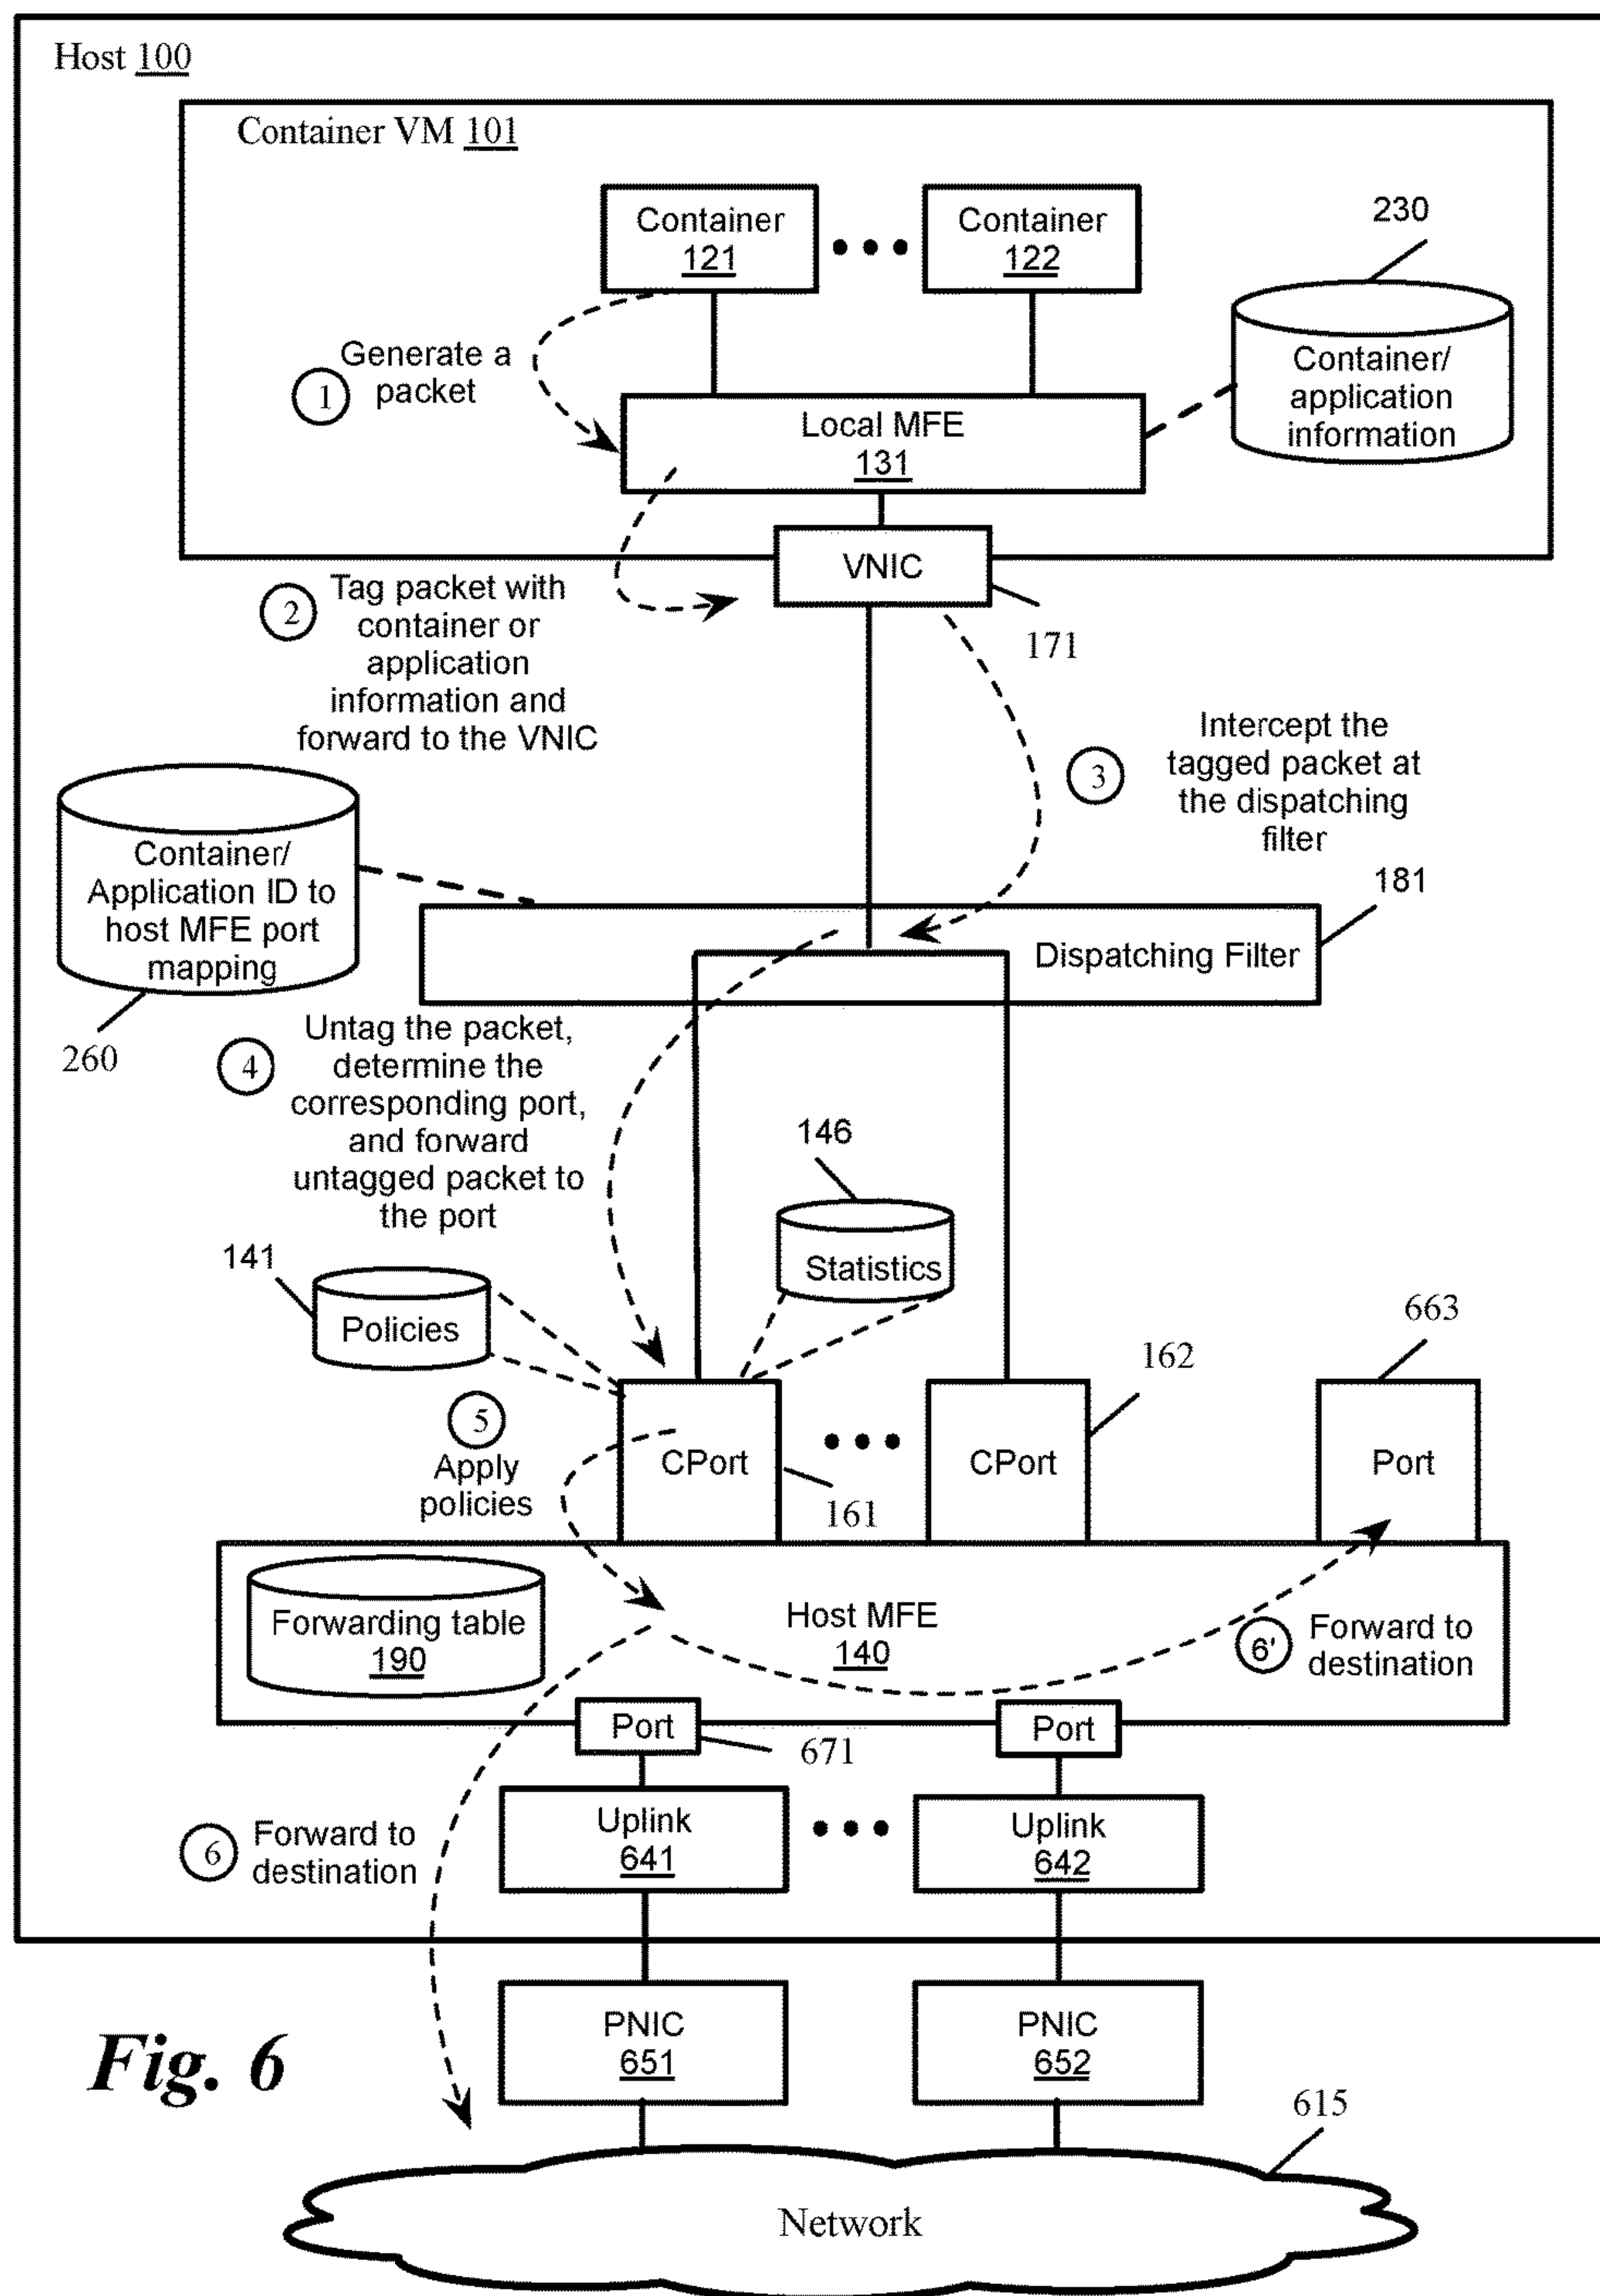 Host 100
Container VM 101
Container
121
Container
122
230
Container/
application
information
Generate a
packet
1
Local MFE
131
VNIC
171
2
Tag packet with
container or
application
information and
forward to the VNIC
3
Intercept the
tagged packet at
the dispatching
filter
Container/
Application ID to
host MFE port
mapping
260
181
Dispatching Filter
4
Untag the packet,
determine the
corresponding port,
and forward
untagged packet to
the port
146
Statistics
141
Policies
5
Apply
policies
CPort
161
CPort
162
663
Port
Forwarding table
190
Host MFE
140
6'
Forward to
destination
Port
671
Port
6
Forward to
destination
Uplink
641
Uplink
642
PNIC
651
PNIC
652
Fig. 6
615
Network